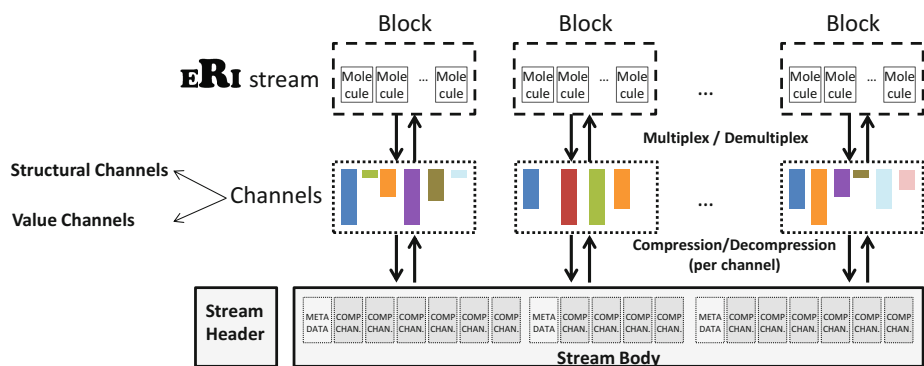 Block Block Block
ERI stream
Mole cule Mole cule ... Mole cule
Mole cule Mole cule ... Mole cule
...
Mole cule Mole cule ... Mole cule
Multiplex / Demultiplex
Structural Channels
Channels
Value Channels
...
Compression/Decompression
(per channel)
Stream
Header
META COMP COMP COMP COMP COMP COMP META COMP COMP COMP COMP META COMP COMP COMP COMP COMP COMP
DATA CHAN. CHAN. CHAN. CHAN. CHAN. CHAN. DATA CHAN. CHAN. CHAN. CHAN. DATA CHAN. CHAN. CHAN. CHAN. CHAN. CHAN.
Stream Body